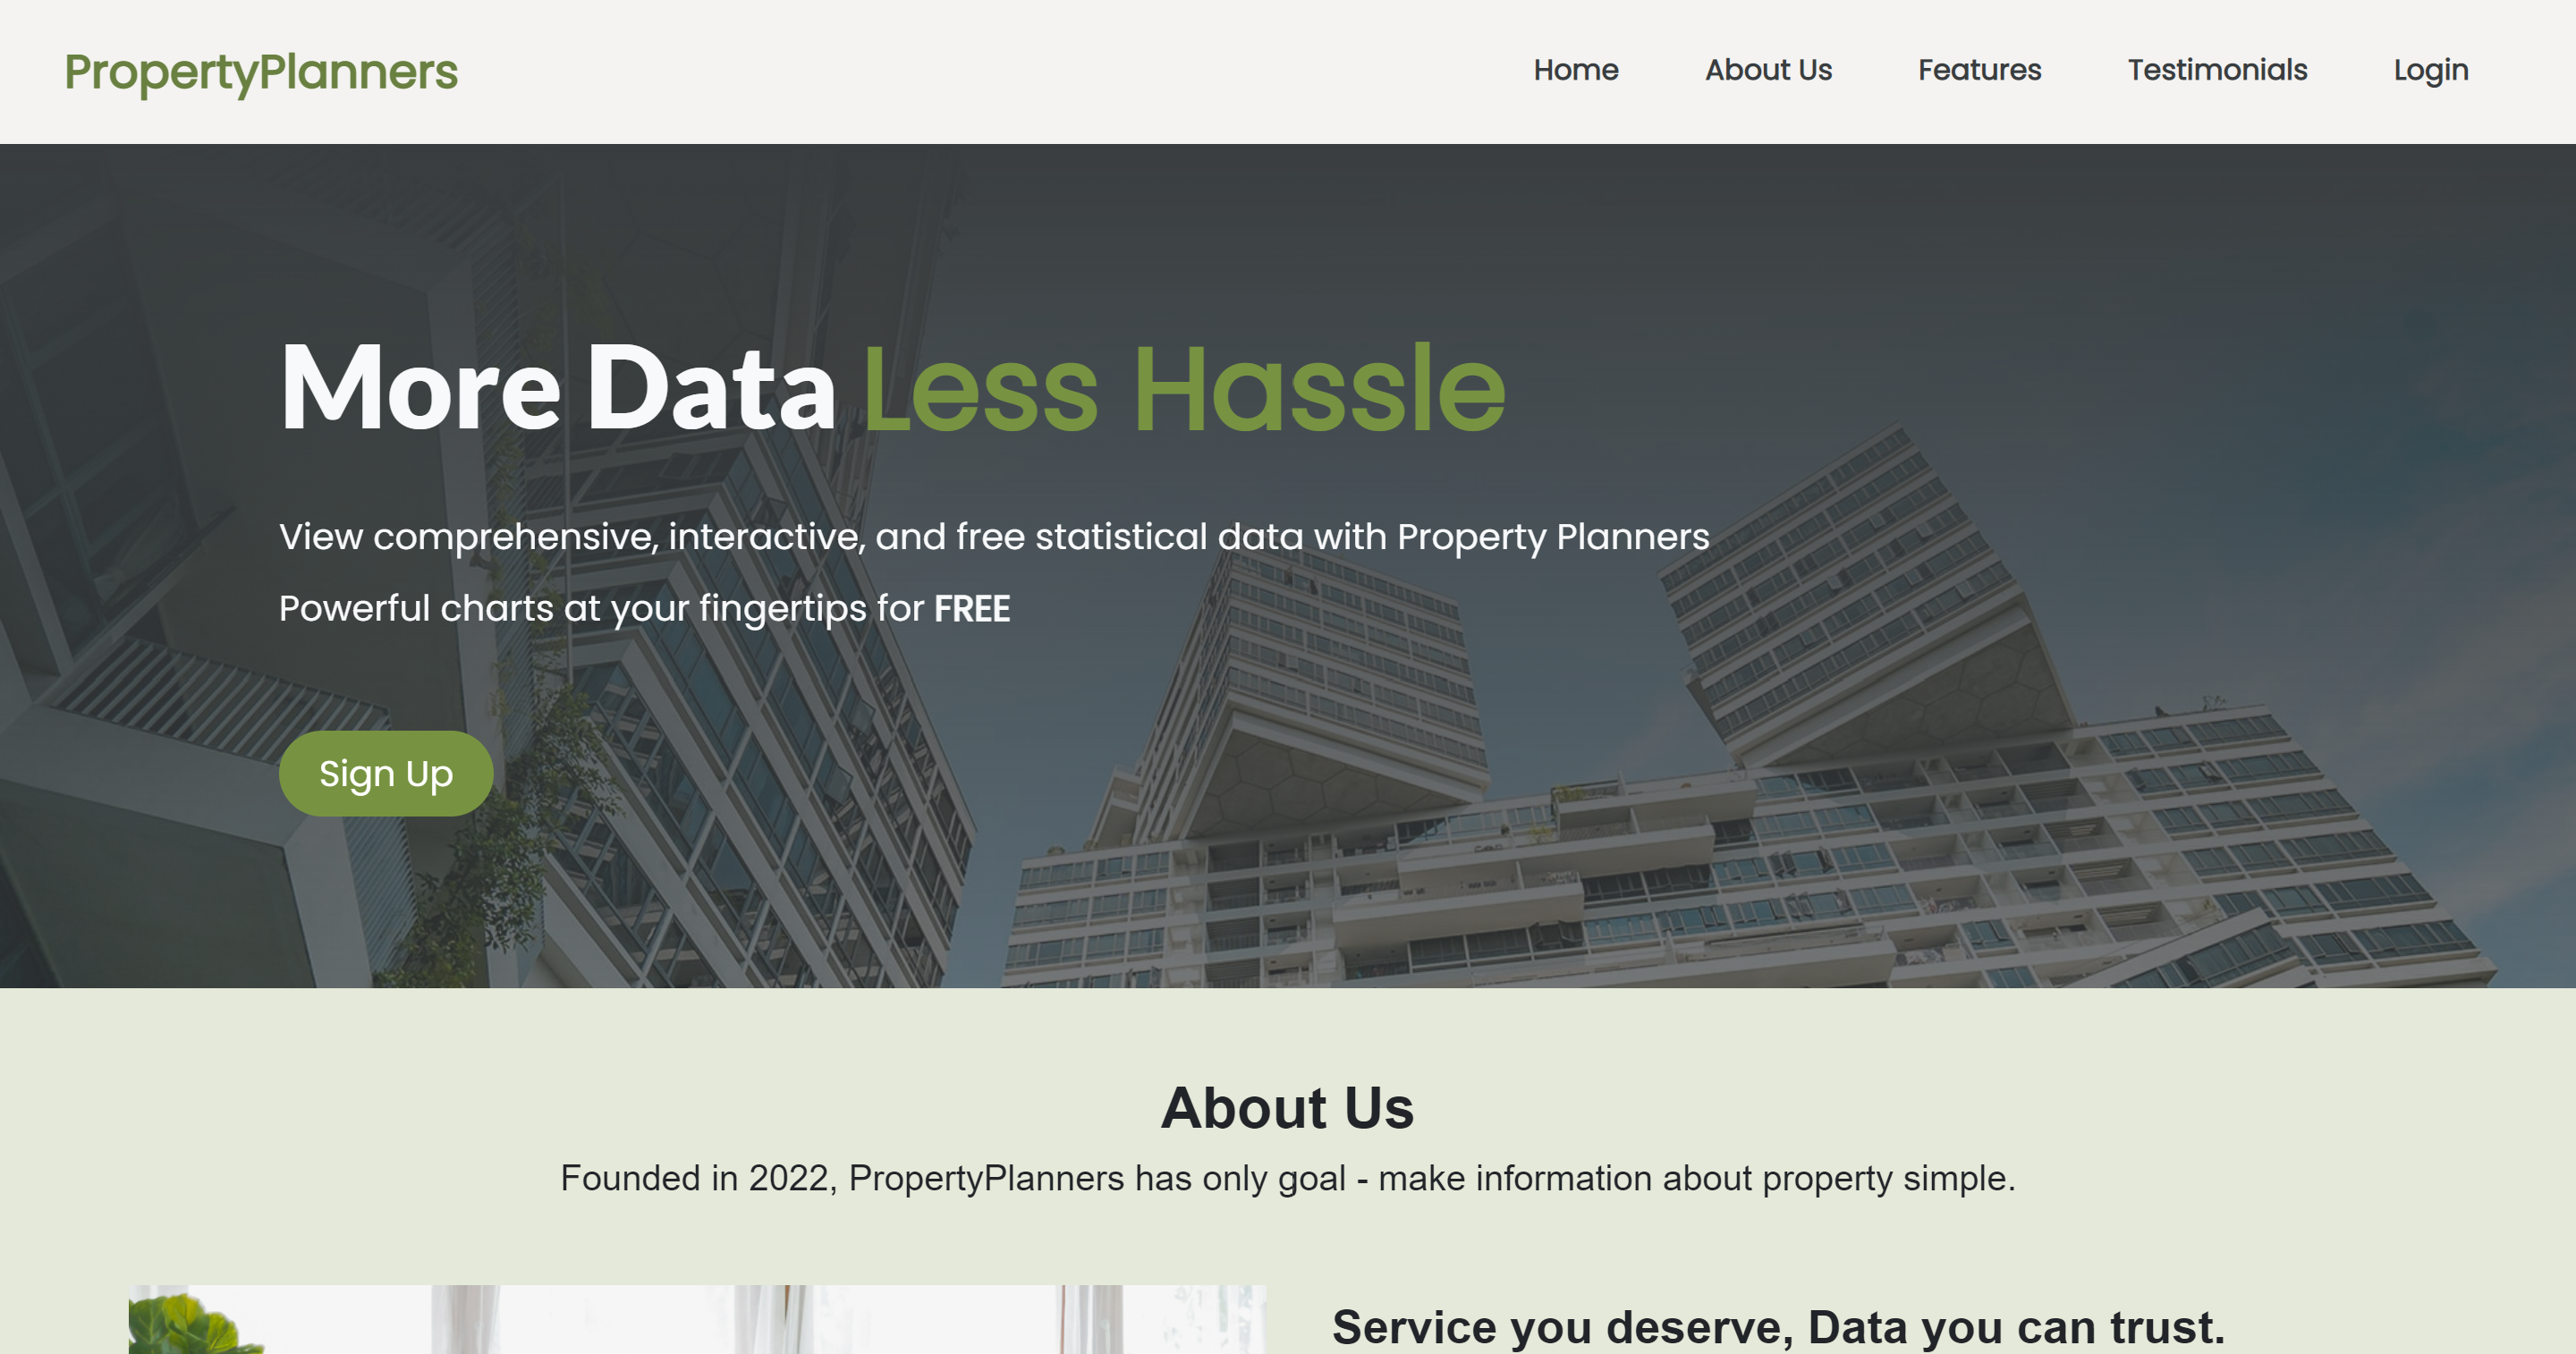 PropertyPlanners
Home About Us Features Testimonials Login
More Data Less Hassle
View comprehensive, interactive, and free statistical data with Property Planners
Powerful charts at your fingertips for FREE
Sign Up
About Us
Founded in 2022, PropertyPlanners has only goal - make information about property simple.
Service you deserve, Data you can trust.